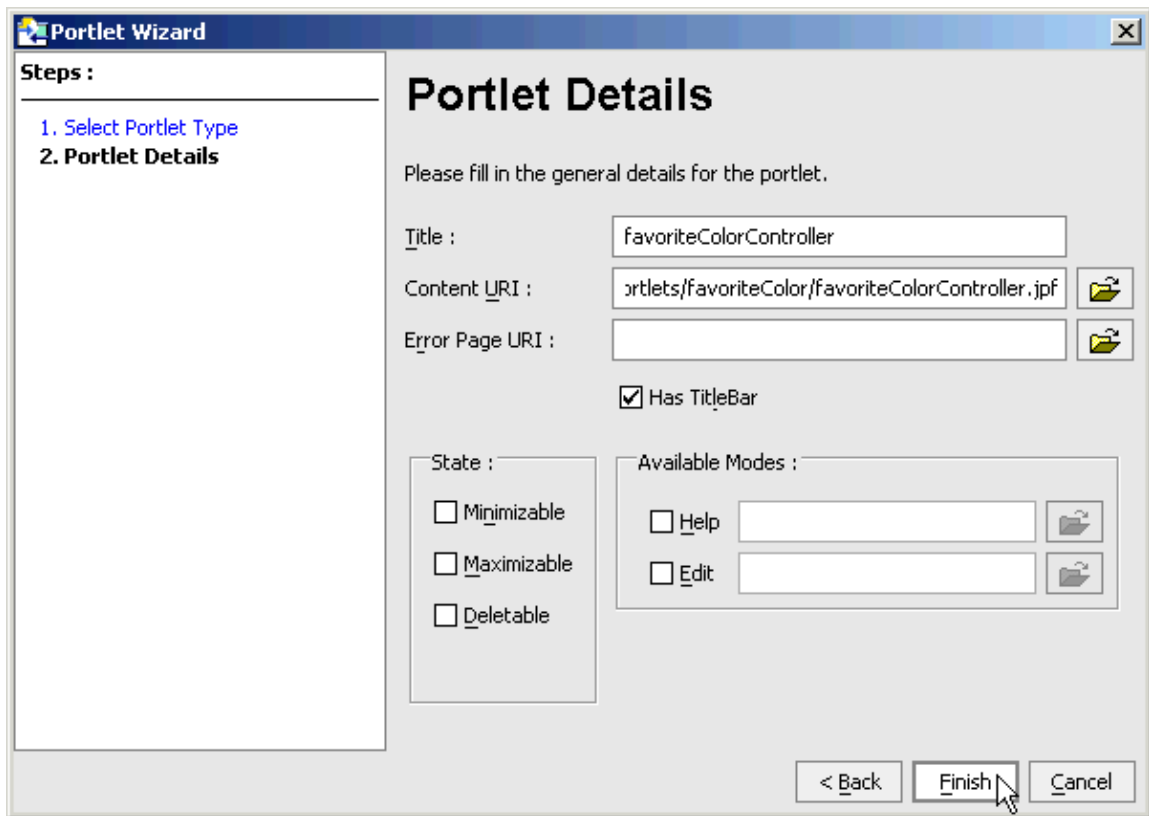 Portlet Wizard
Steps :
1. Select Portlet Type
2. Portlet Details
Portlet Details
Please fill in the general details for the portlet.
Title :
favoriteColorController
Content URI :
ortlets/favoriteColor/favoriteColorController.jpf
Error Page URI :
Has TitleBar
State :
Minimizable
Maximizable
Deletable
Available Modes :
Help
Edit
< Back
Finish
Cancel